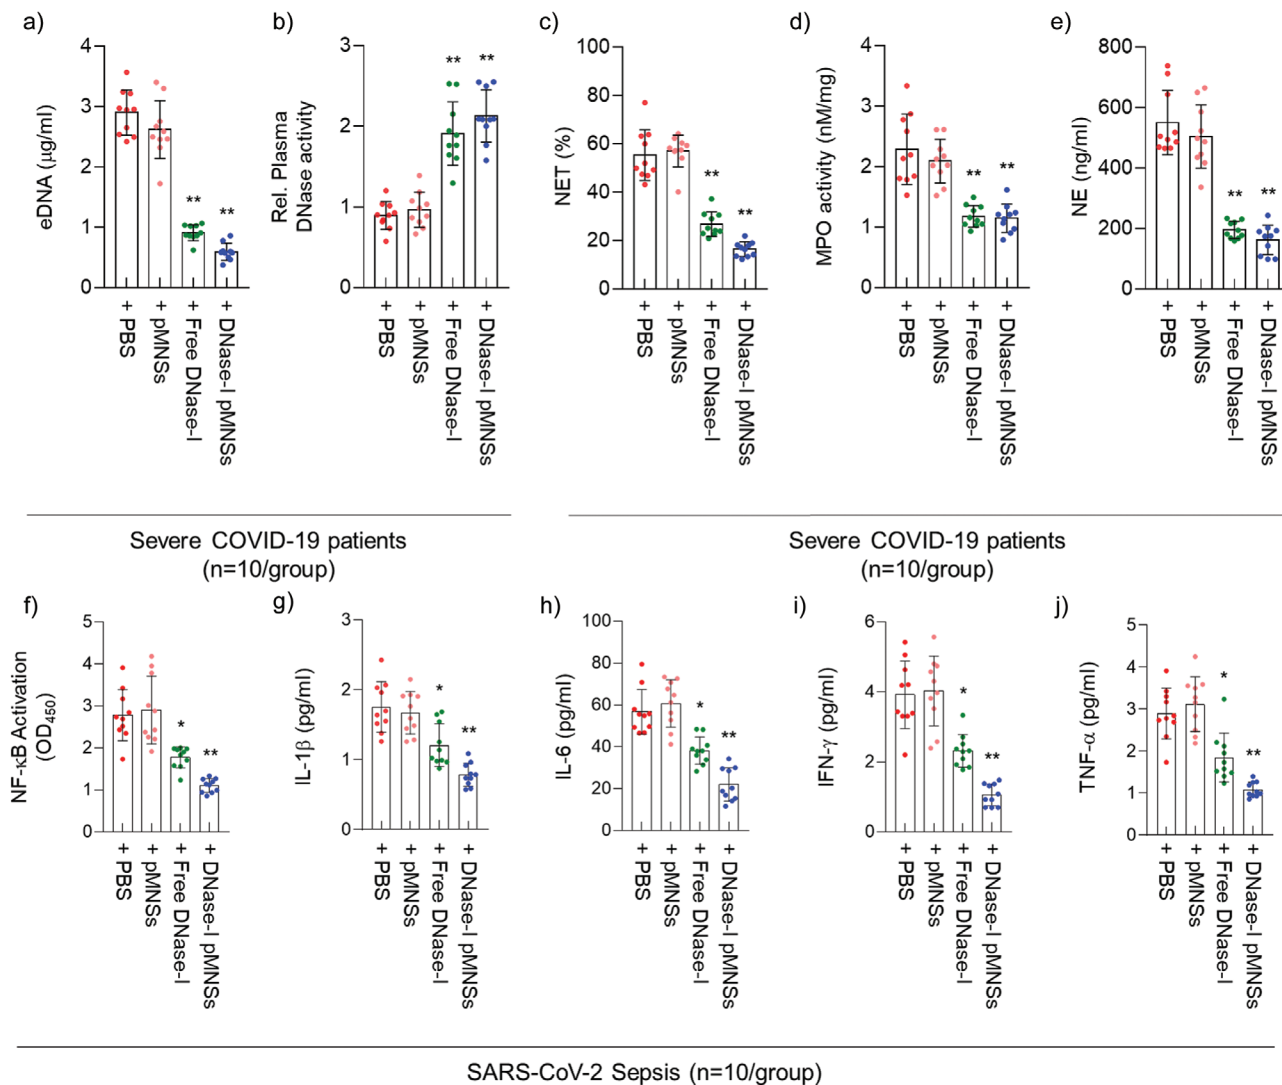 a)
eDNA (µg/ml)
4
3
2
1
0
+ PBS
+ pMNSs
+ Free DNase-I
+ DNase-I pMNSs
**
**
b)
Rel. Plasma
DNase activity
3
2
1
0
+ PBS
+ pMNSs
+ Free DNase-I
+ DNase-I pMNSs
**
**
c)
NET (%)
100
80
60
40
20
0
+ PBS
+ pMNSs
+ Free DNase-I
+ DNase-I pMNSs
**
**
d)
MPO activity (nM/mg)
4
3
2
1
0
+ PBS
+ pMNSs
+ Free DNase-I
+ DNase-I pMNSs
**
**
e)
NE (ng/ml)
800
600
400
200
0
+ PBS
+ pMNSs
+ Free DNase-I
+ DNase-I pMNSs
**
**
Severe COVID-19 patients
(n=10/group)
Severe COVID-19 patients
(n=10/group)
f)
NF-κB Activation
(OD450)
5
4
3
2
1
0
+ PBS
+ pMNSs
+ Free DNase-I
+ DNase-I pMNSs
*
**
g)
IL-1β (pg/ml)
3
2
1
0
+ PBS
+ pMNSs
+ Free DNase-I
+ DNase-I pMNSs
*
**
h)
IL-6 (pg/ml)
100
80
60
40
20
0
+ PBS
+ pMNSs
+ Free DNase-I
+ DNase-I pMNSs
*
**
i)
IFN-γ (pg/ml)
6
4
2
0
+ PBS
+ pMNSs
+ Free DNase-I
+ DNase-I pMNSs
*
**
j)
TNF-α (pg/ml)
5
4
3
2
1
0
+ PBS
+ pMNSs
+ Free DNase-I
+ DNase-I pMNSs
*
**
SARS-CoV-2 Sepsis (n=10/group)